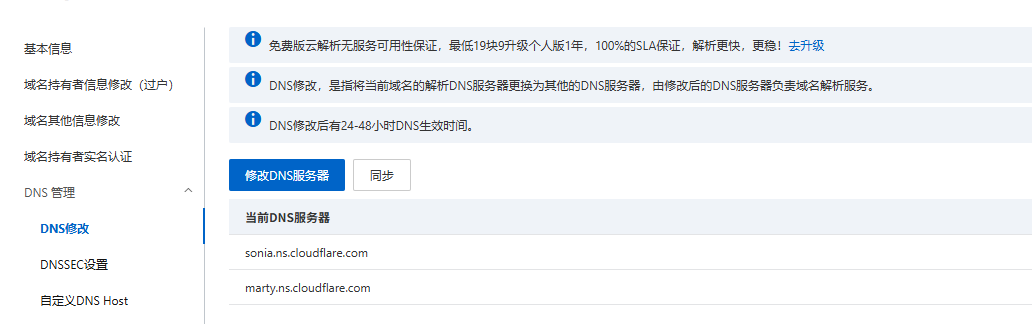 基本信息
域名持有者信息修改（过户）
域名其他信息修改
域名持有者实名认证
DNS 管理
DNS修改
DNSSEC设置
自定义DNS Host
免费版云解析无服务可用性保证，最低19块9升级个人版1年，100%的SLA保证，解析更快，更稳！去升级
DNS修改，是指将当前域名的解析DNS服务器更换为其他的DNS服务器，由修改后的DNS服务器负责域名解析服务。
DNS修改后有24-48小时DNS生效时间。
修改DNS服务器 同步
当前DNS服务器
sonia.ns.cloudflare.com
marty.ns.cloudflare.com